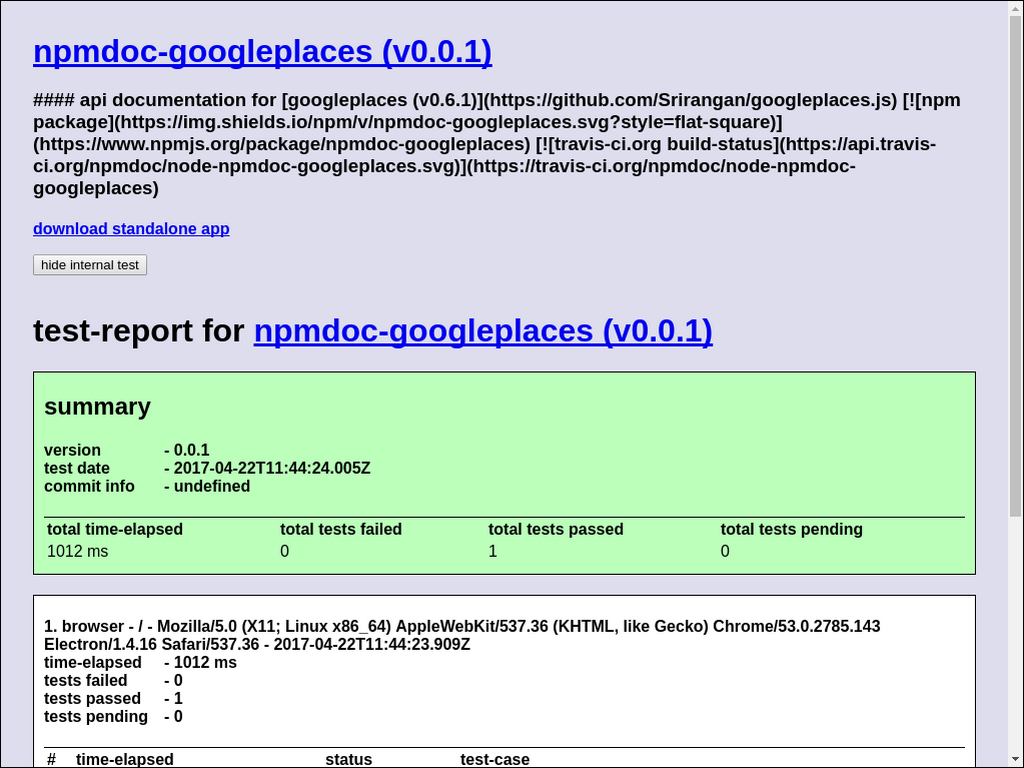 npmdoc-googleplaces (v0.0.1)
#### api documentation for [googleplaces (v0.6.1)](https://github.com/Srirangan/googleplaces.js) [![npm
package](https://img.shields.io/npm/v/npmdoc-googleplaces.svg?style=flat-square)]
(https://www.npmjs.org/package/npmdoc-googleplaces) [![travis-ci.org build-status](https://api.travis-
ci.org/npmdoc/node-npmdoc-googleplaces.svg)](https://travis-ci.org/npmdoc/node-npmdoc-
googleplaces)
download standalone app
hide internal test
test-report for npmdoc-googleplaces (v0.0.1)
summary
version - 0.0.1
test date - 2017-04-22T11:44:24.005Z
commit info - undefined
total time-elapsed total tests failed total tests passed total tests pending
1012 ms 0 1 0
1. browser - / - Mozilla/5.0 (X11; Linux x86_64) AppleWebKit/537.36 (KHTML, like Gecko) Chrome/53.0.2785.143
Electron/1.4.16 Safari/537.36 - 2017-04-22T11:44:23.909Z
time-elapsed - 1012 ms
tests failed - 0
tests passed - 1
tests pending - 0
# time-elapsed status test-case